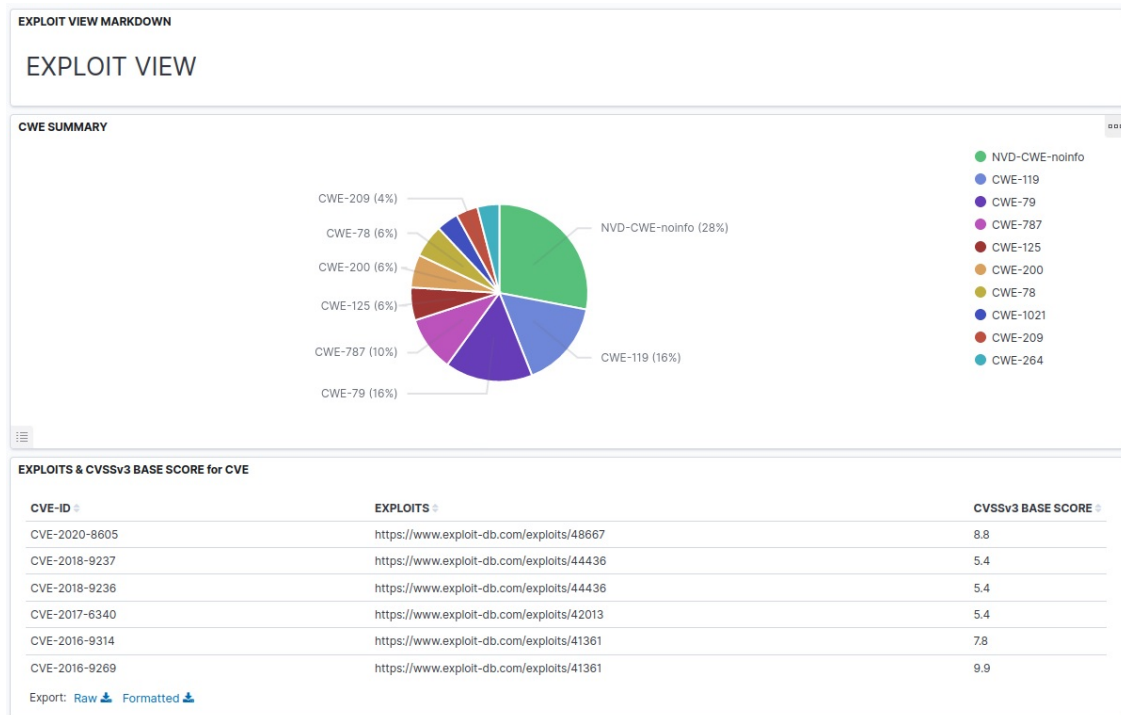 EXPLOIT VIEW MARKDOWN
EXPLOIT VIEW
CWE SUMMARY
CWE-209 (4%)
CWE-78 (6%)
CWE-200 (6%)
CWE-125 (6%)
CWE-787 (10%)
CWE-79 (16%)
NVD-CWE-noinfo (28%)
CWE-119 (16%)
NVD-CWE-noinfo
CWE-119
CWE-79
CWE-787
CWE-125
CWE-200
CWE-78
CWE-1021
CWE-209
CWE-264
EXPLOITS & CVSSv3 BASE SCORE for CVE
CVE-ID EXPLOITS CVSSv3 BASE SCORE
CVE-2020-8605 https://www.exploit-db.com/exploits/48667 8.8
CVE-2018-9237 https://www.exploit-db.com/exploits/44436 5.4
CVE-2018-9236 https://www.exploit-db.com/exploits/44436 5.4
CVE-2017-6340 https://www.exploit-db.com/exploits/42013 5.4
CVE-2016-9314 https://www.exploit-db.com/exploits/41361 7.8
CVE-2016-9269 https://www.exploit-db.com/exploits/41361 9.9
Export: Raw Formatted